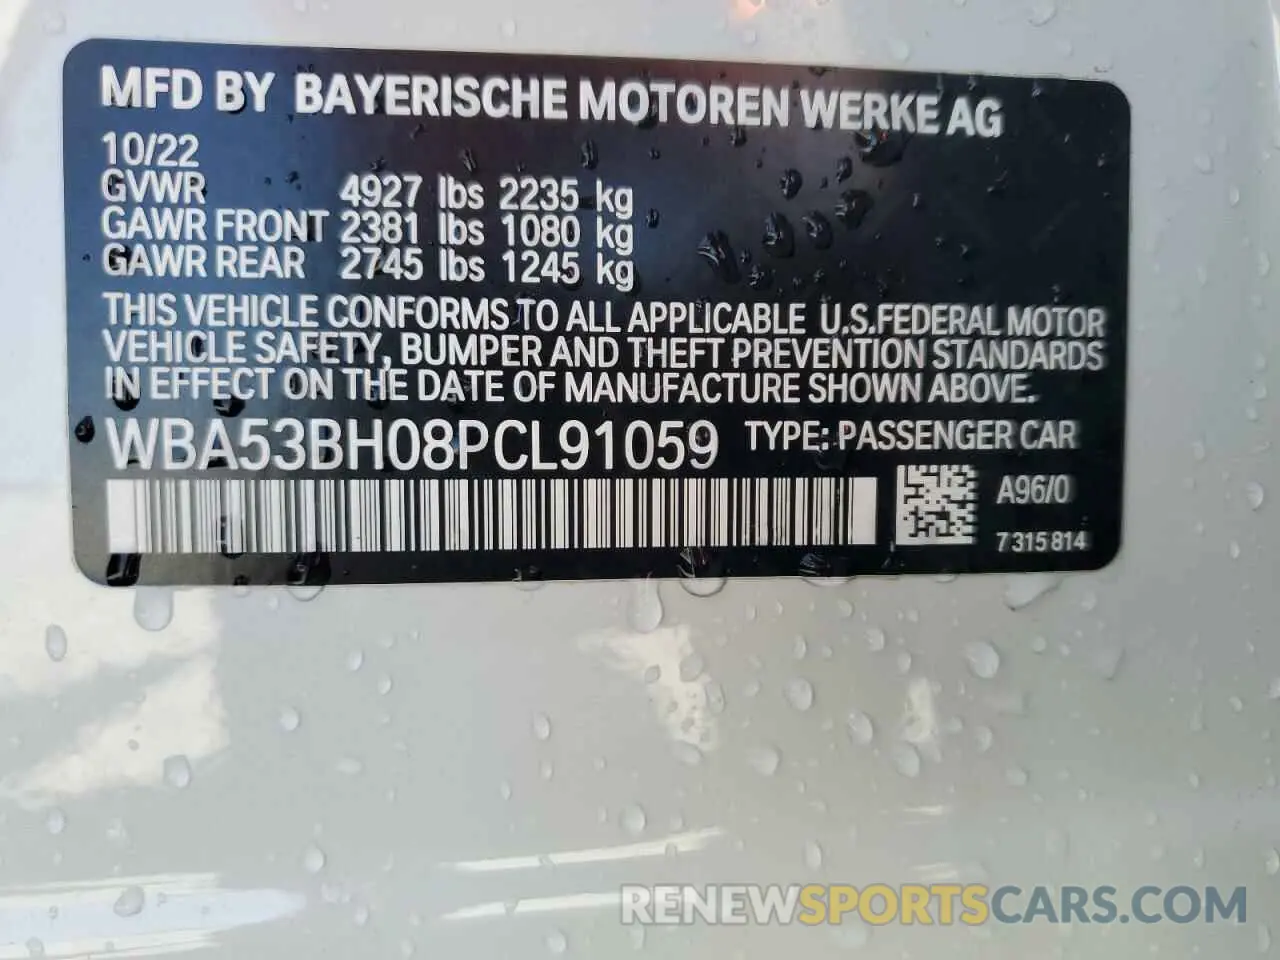 MFD BY BAYERISCHE MOTOREN WERKE AG
10/22
GVWR 4927 lbs 2235 kg
GAWR FRONT 2381 lbs 1080 kg
GAWR REAR 2745 lbs 1245 kg
THIS VEHICLE CONFORMS TO ALL APPLICABLE U.S.FEDERAL MOTOR
VEHICLE SAFETY, BUMPER AND THEFT PREVENTION STANDARDS
IN EFFECT ON THE DATE OF MANUFACTURE SHOWN ABOVE.
WBA53BH08PCL91059 TYPE: PASSENGER CAR
A96/0
7315814
RENEWSPORTSCARS.COM